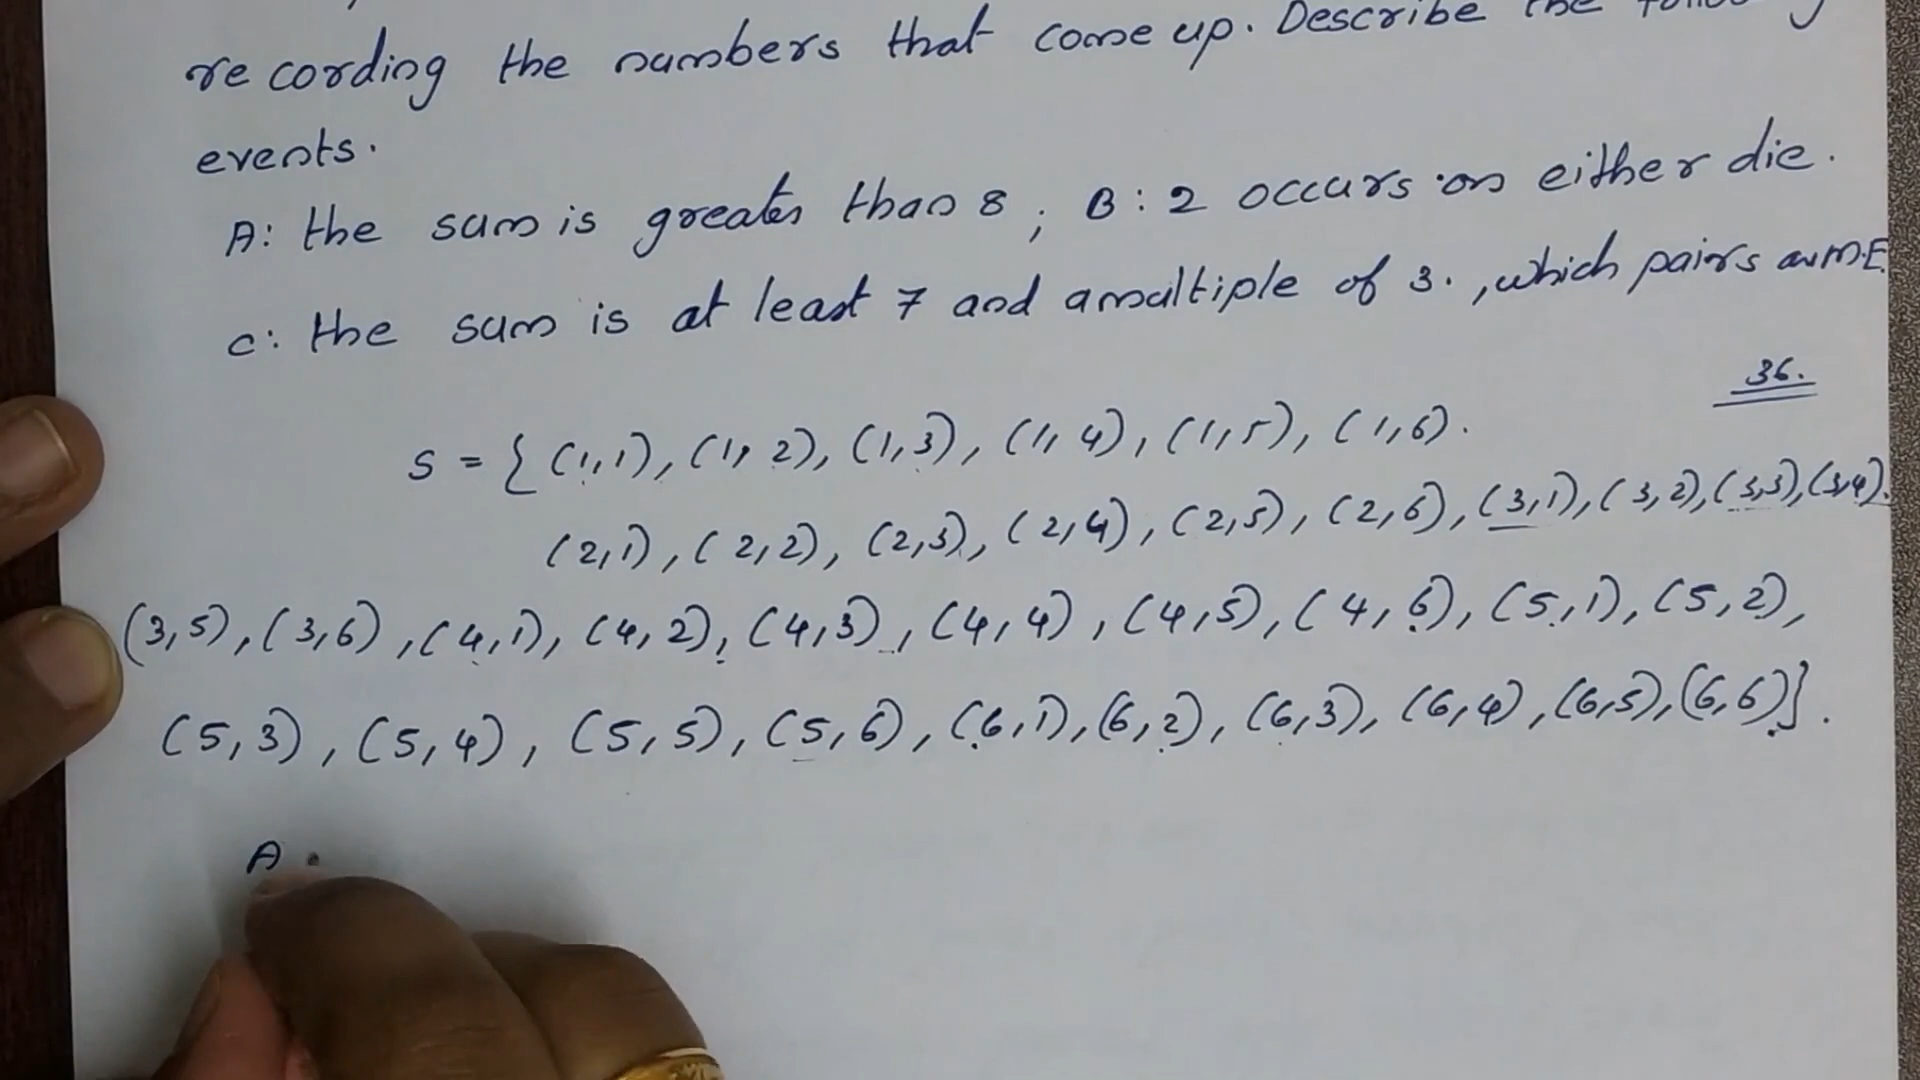 recording the numbers that come up. Describe the
events.
A: the sum is greater than 8 ; B : 2 occurs on either die.
C: the sum is at least 7 and a multiple of 3. , which pairs are M.E
36.
S = { (1,1), (1, 2), (1,3), (1, 4), (1,5), (1,6).
(2,1), (2,2), (2,3), (2,4), (2,5), (2,6), (3,1), (3,2), (3,3), (3,4).
(3,5), (3,6), (4,1), (4,2), (4,3), (4,4), (4,5), (4,6), (5,1), (5,2),
(5,3), (5,4), (5,5), (5,6), (6,1), (6,2), (6,3), (6,4), (6,5), (6,6)}.
A